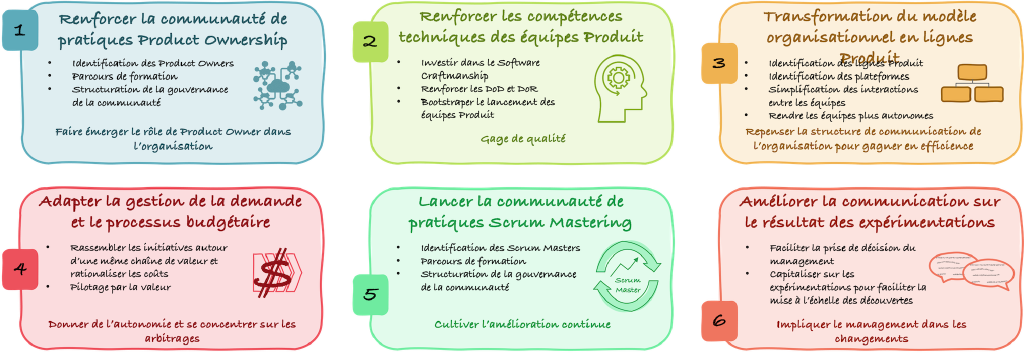 1
Renforcer la communauté de
pratiques Product Ownership
• Identification des Product Owners
• Parcours de formation
• Structuration de la gouvernance
de la communauté
Faire émerger le rôle de Product Owner dans
l'organisation
2
Renforcer les compétences
techniques des équipes Produit
• Investir dans le Software
Craftmanship
• Renforcer les DoD et DoR
• Bootstraper le lancement des
équipes Produit
Gage de qualité
3
Transformation du modèle
organisationnel en lignes
Produit
• Identification des lignes Produit
• Identification des plateformes
• Simplification des interactions
entre les équipes
• Rendre les équipes plus autonomes
Repenser la structure de communication de
l'organisation pour gagner en efficience
4
Adapter la gestion de la demande
et le processus budgétaire
• Rassembler les initiatives autour
d'une même chaîne de valeur et
rationaliser les coûts
• Pilotage par la valeur
$
Donner de l'autonomie et se concentrer sur les
arbitrages
5
Lancer la communauté de
pratiques Scrum Mastering
• Identification des Scrum Masters
• Parcours de formation
• Structuration de la gouvernance
de la communauté
Scrum
Master
Cultiver l'amélioration continue
6
Améliorer la communication sur
le résultat des expérimentations
• Faciliter la prise de décision du
management
• Capitaliser sur les
expérimentations pour faciliter la
mise à l'échelle des découvertes
Impliquer le management dans les
changements